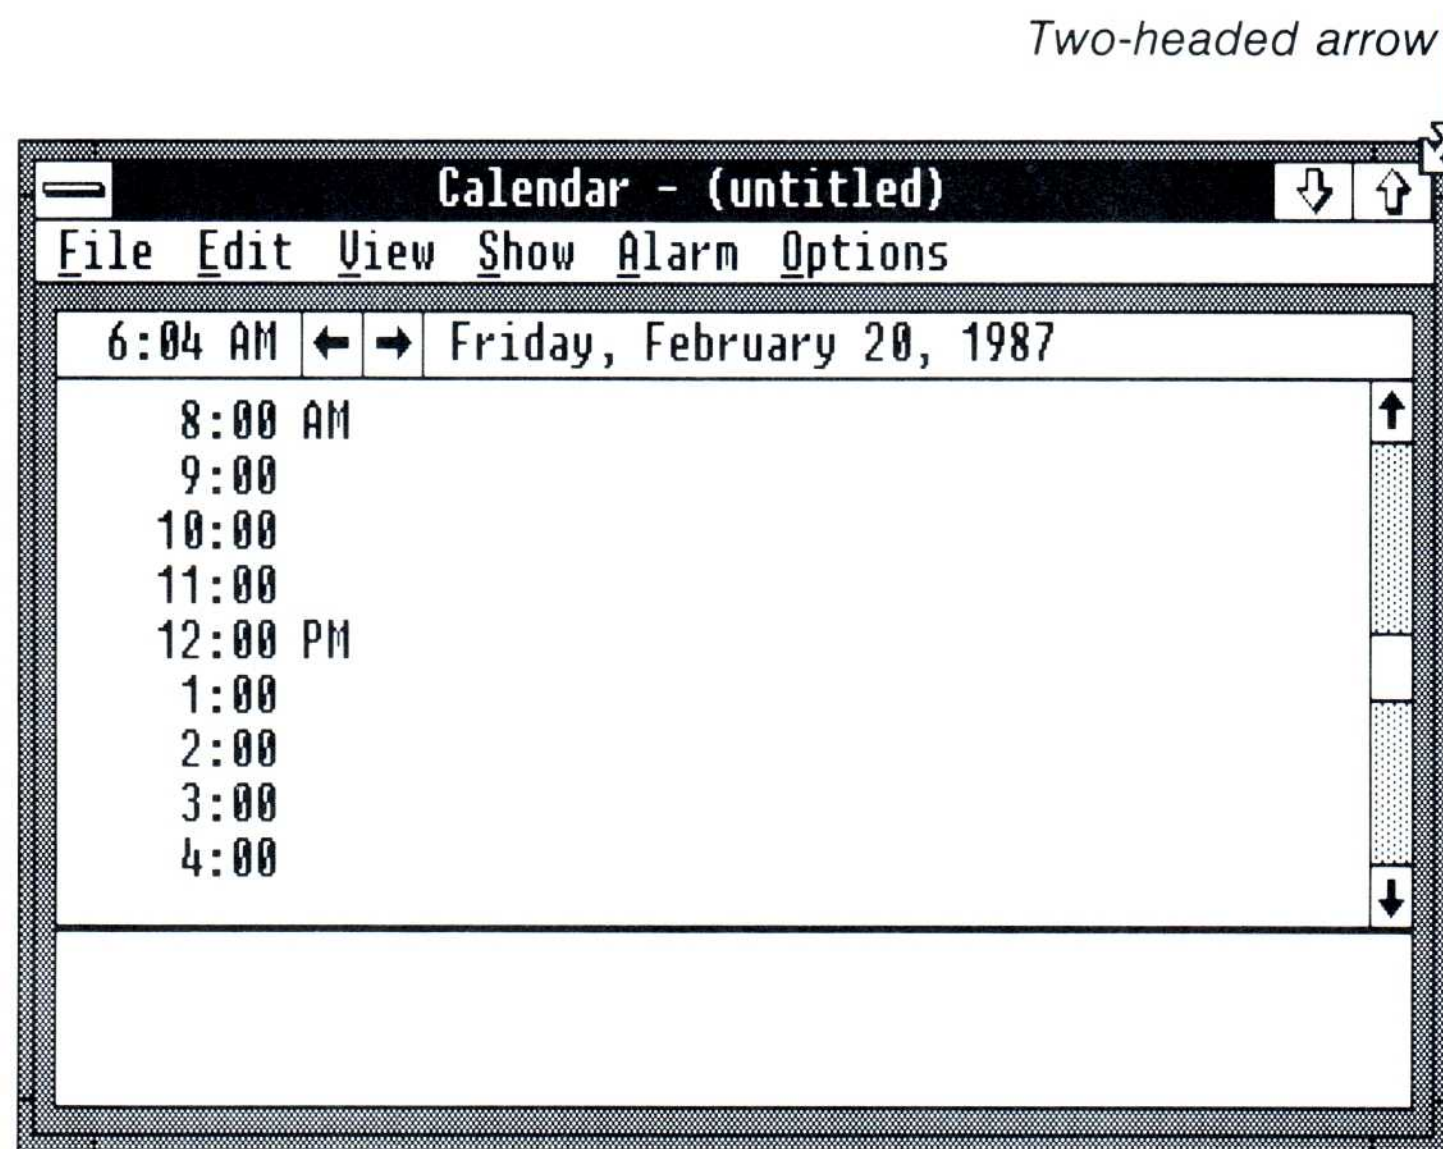 Two-headed arrow
Calendar - (untitled)
File Edit View Show Alarm Options
6:04 AM ← → Friday, February 20, 1987
8:00 AM
9:00
10:00
11:00
12:00 PM
1:00
2:00
3:00
4:00